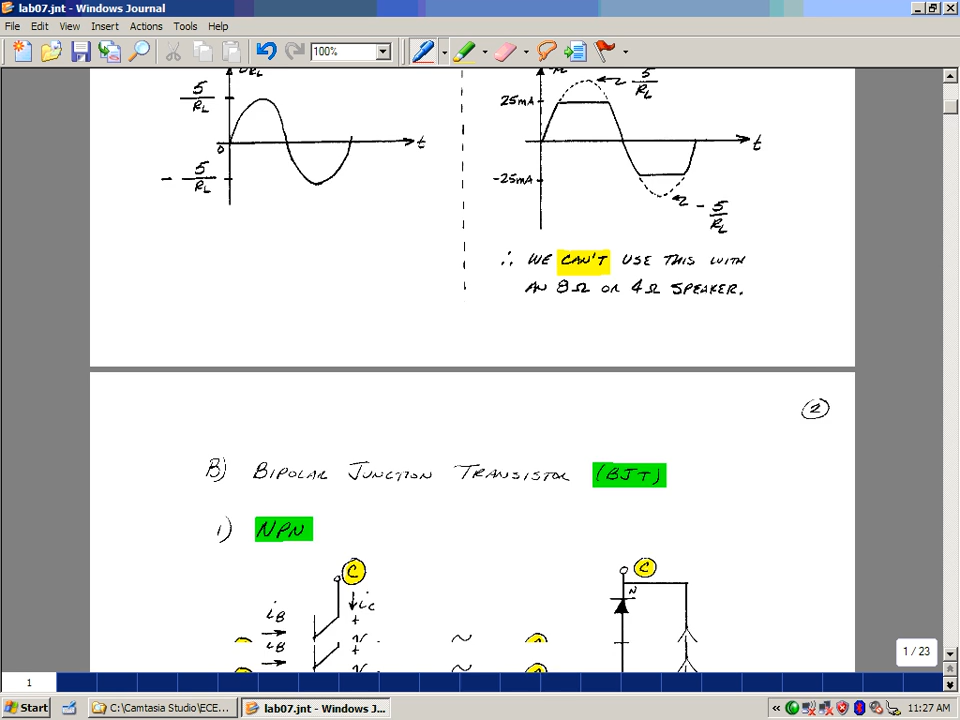 lab07.jnt - Windows Journal
File Edit View Insert Actions Tools Help
100%
5/RL
0
t
- 5/RL
25mA
5/RL
t
-25mA
- 5/RL
∴ WE CAN'T USE THIS WITH
AN 8Ω OR 4Ω SPEAKER.
2
B) BIPOLAR JUNCTION TRANSISTOR (BJT)
1) NPN
C
iB
iC
+
iB
+
~
~
C
N
1 / 23
1
Start
C:\Camtasia Studio\ECE...
lab07.jnt - Windows J...
11:27 AM